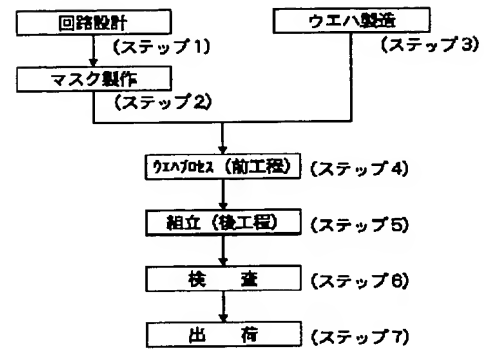 回路設計
(ステップ1)
ウエハ製造
(ステップ3)
マスク製作
(ステップ2)
ウエハプロセス (前工程)
(ステップ4)
組立 (後工程)
(ステップ5)
検 査
(ステップ6)
出 荷
(ステップ7)